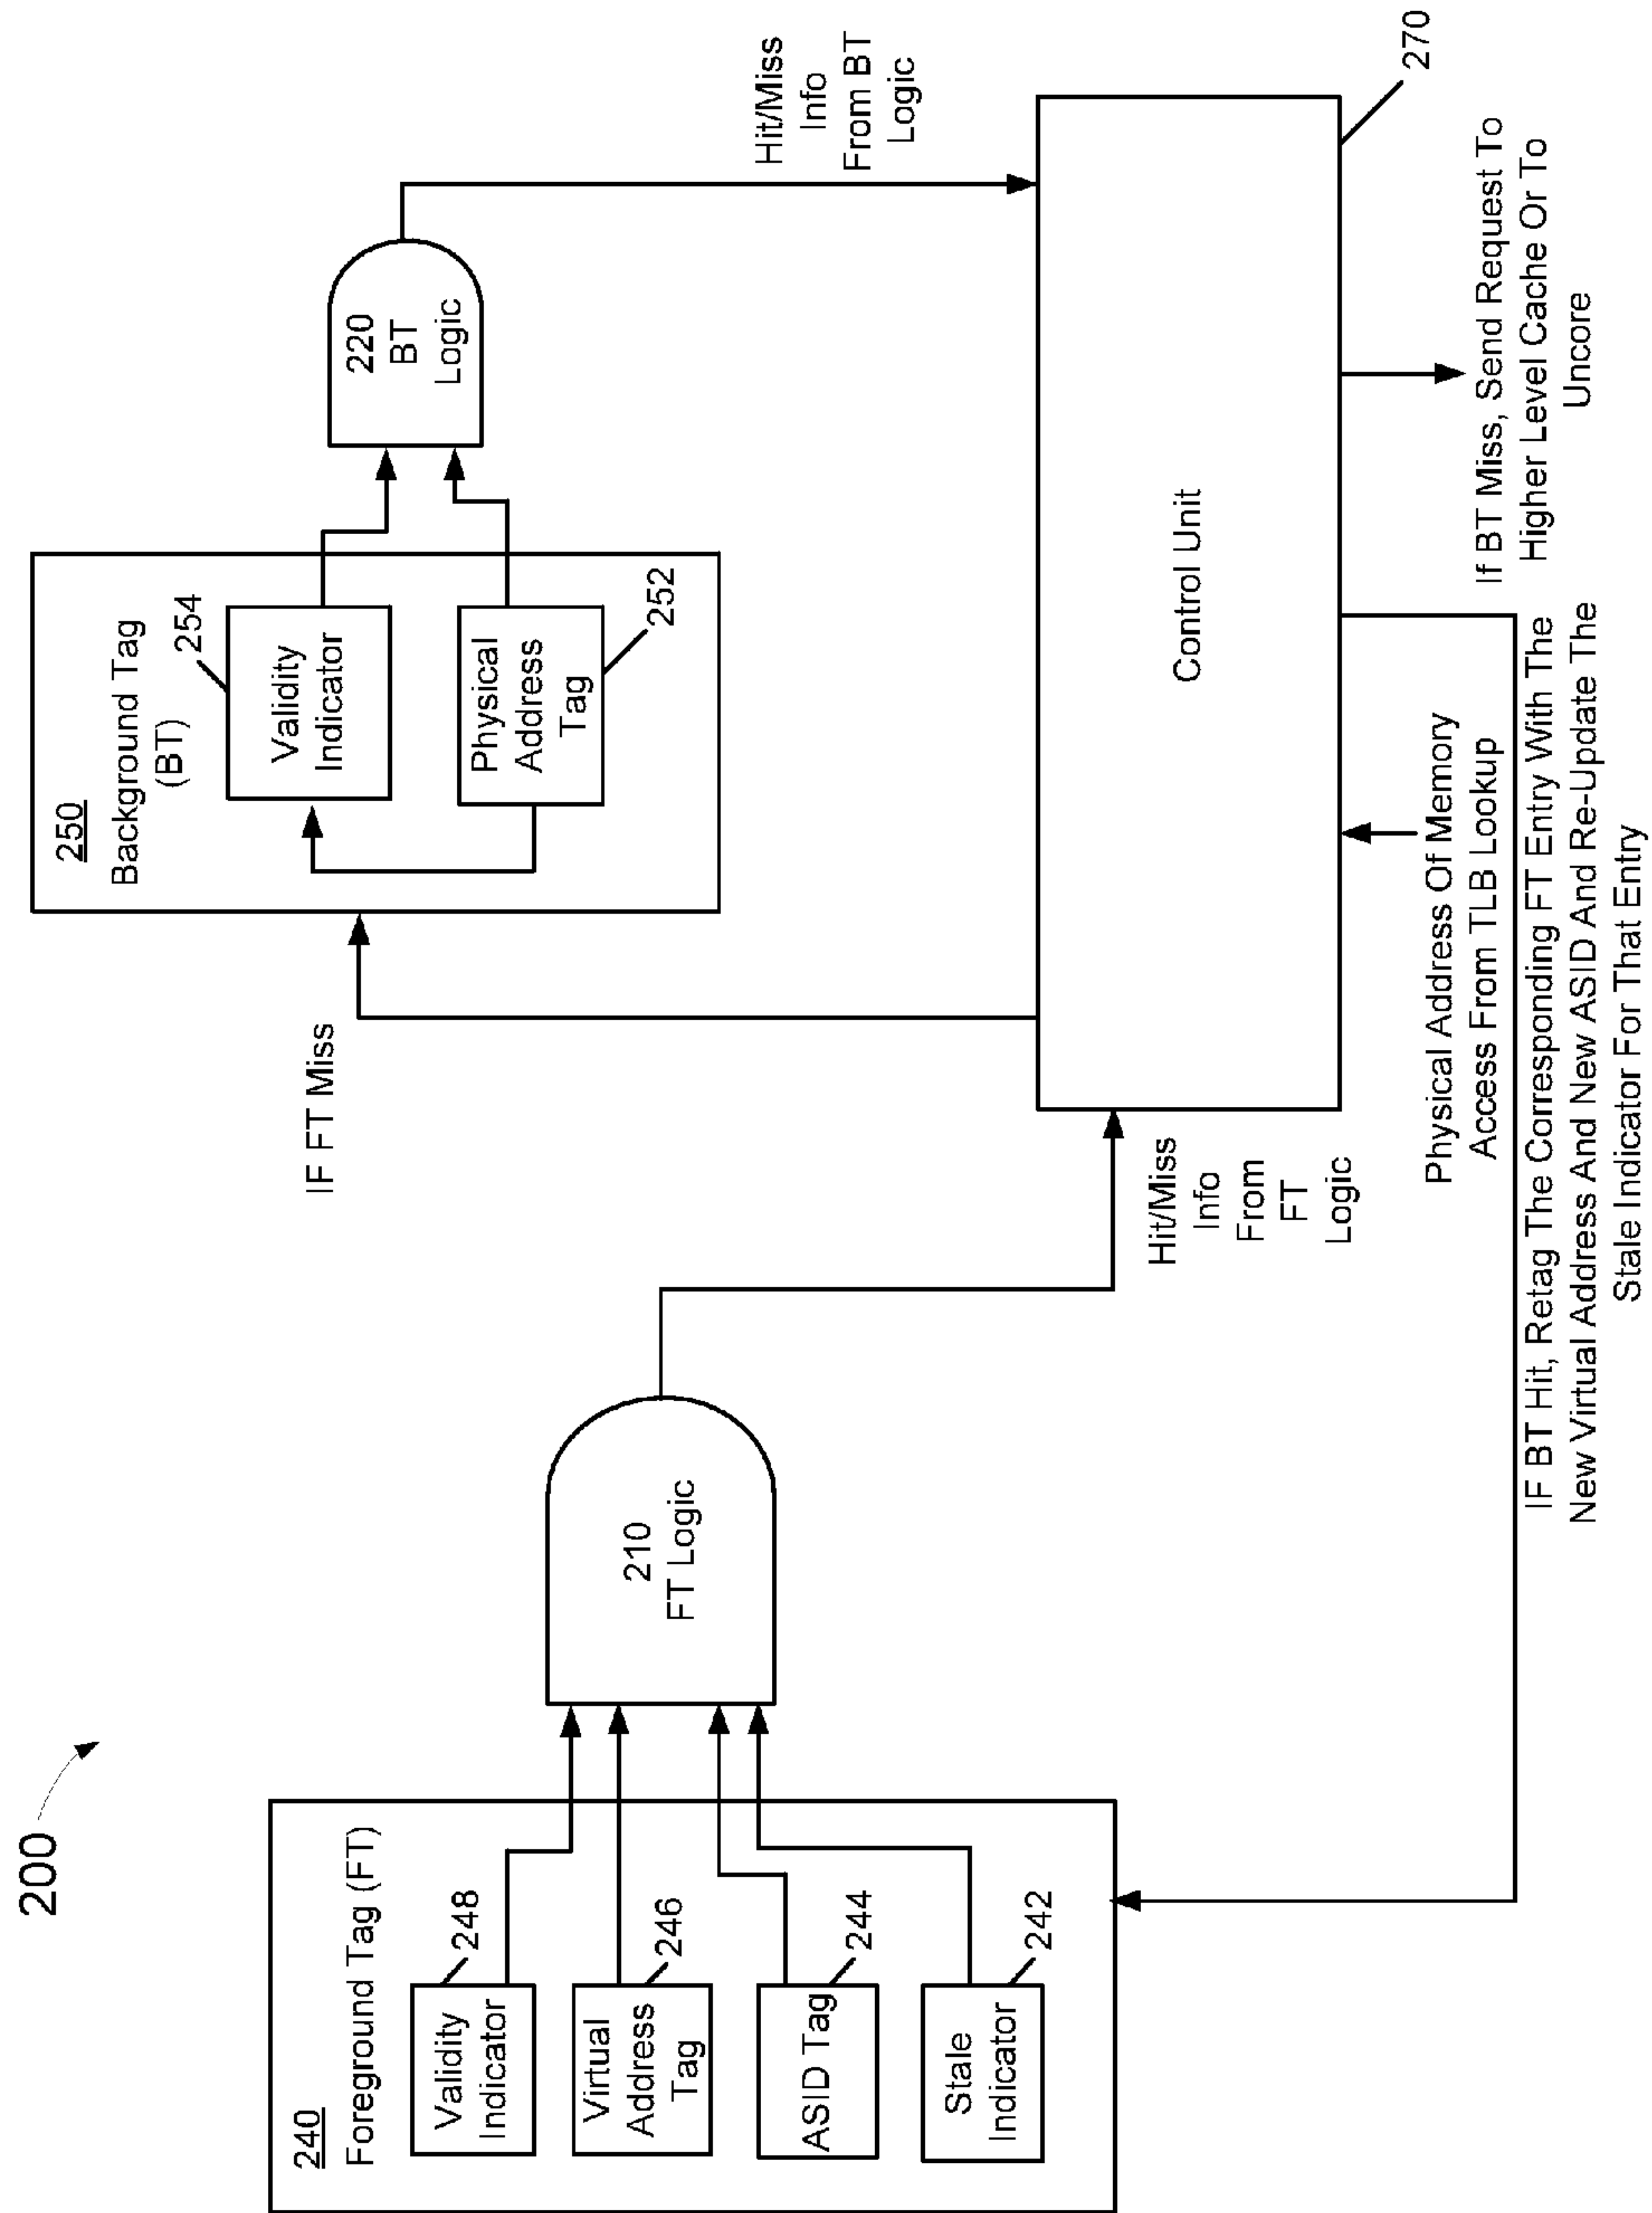 200
240
Foreground Tag (FT)
248
Validity
Indicator
246
Virtual
Address
Tag
244
ASID Tag
242
Stale
Indicator
210
FT Logic
Hit/Miss
Info
From
FT
Logic
IF FT Miss
250
Background Tag
(BT)
254
Validity
Indicator
Physical
Address
Tag
252
220
BT
Logic
Hit/Miss
Info
From BT
Logic
Control Unit
270
Physical Address Of Memory
Access From TLB Lookup
If BT Miss, Send Request To
Higher Level Cache Or To
Uncore
IF BT Hit, Retag The Corresponding FT Entry With The
New Virtual Address And New ASID And Re-Update The
Stale Indicator For That Entry